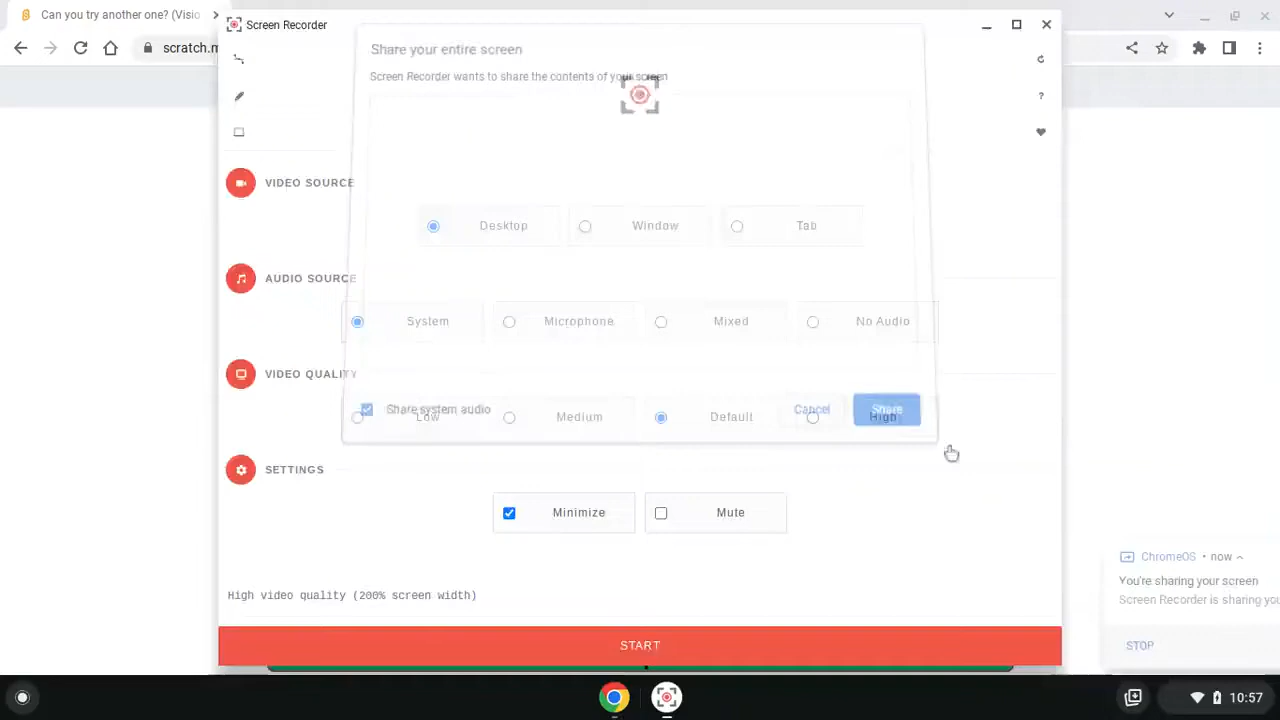 Can you try another one? (Visio
Screen Recorder
scratch.m
Share your entire screen
Screen Recorder wants to share the contents of your screen
VIDEO SOURCE
Desktop
Window
Tab
AUDIO SOURCE
System
Microphone
Mixed
No Audio
VIDEO QUALITY
Share system audio
Cancel
Share
Low
Medium
Default
High
SETTINGS
Minimize
Mute
ChromeOS • now
You're sharing your screen
Screen Recorder is sharing you
STOP
High video quality (200% screen width)
START
10:57